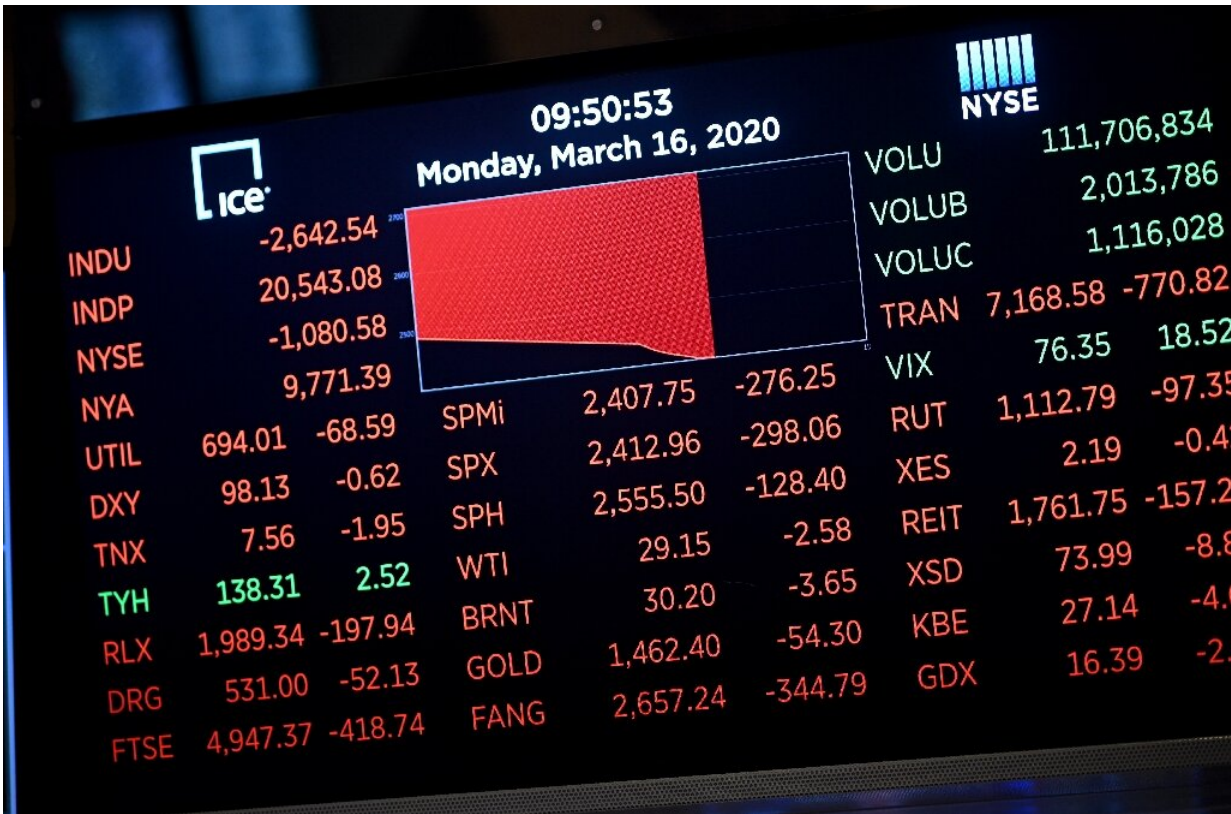 ICE
09:50:53
Monday, March 16, 2020
NYSE
INDU -2,642.54
INDP 20,543.08
NYSE -1,080.58
NYA 9,771.39
UTIL 694.01 -68.59
DXY 98.13 -0.62
TNX 7.56 -1.95
TYH 138.31 2.52
RLX 1,989.34 -197.94
DRG 531.00 -52.13
FTSE 4,947.37 -418.74
2700
2600
2500
SPMi 2,407.75 -276.25
SPX 2,412.96 -298.06
SPH 2,555.50 -128.40
WTI 29.15 -2.58
BRNT 30.20 -3.65
GOLD 1,462.40 -54.30
FANG 2,657.24 -344.79
VOLU 111,706,834
VOLUB 2,013,786
VOLUC 1,116,028
TRAN 7,168.58 -770.82
VIX 76.35 18.52
RUT 1,112.79 -97.35
XES 2.19
REIT 1,761.75
XSD 73.99
KBE 27.14
GDX 16.39